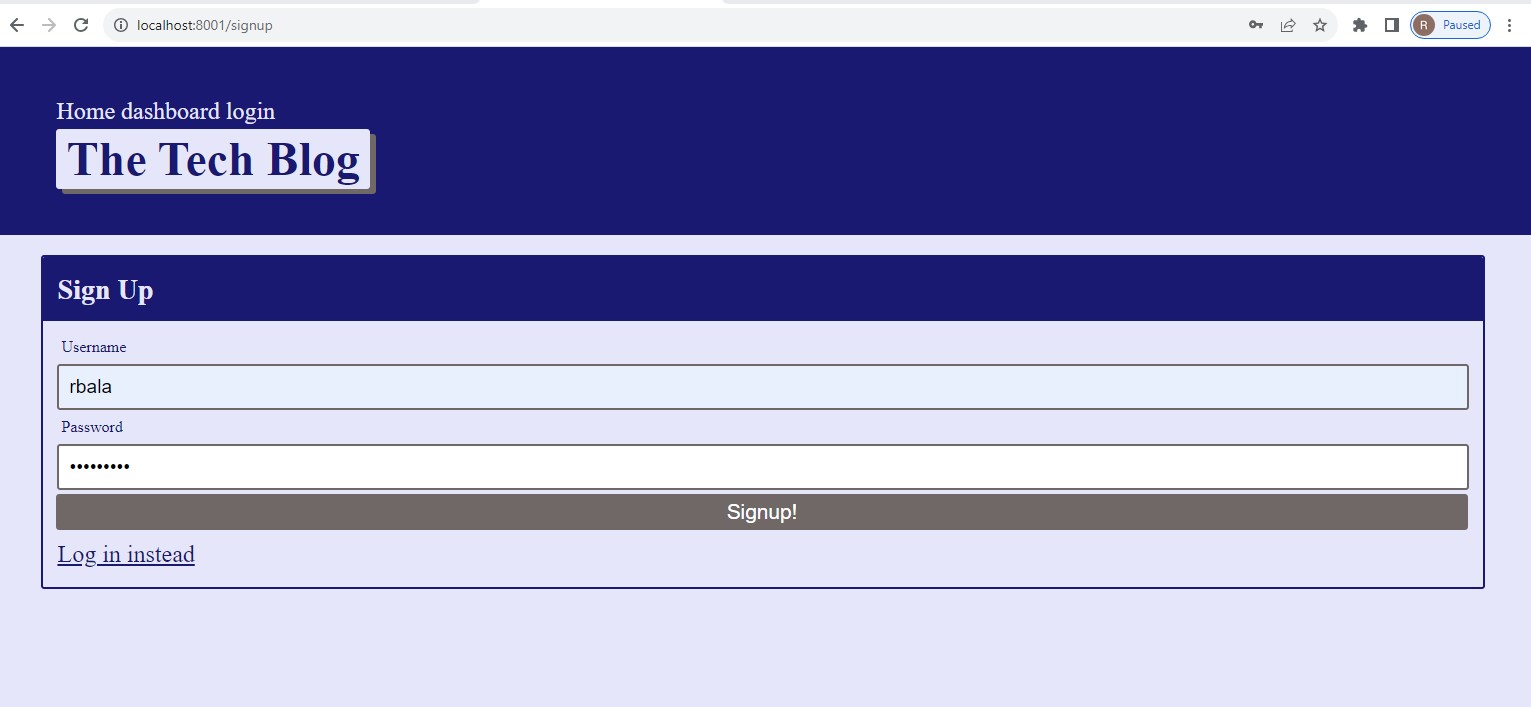 localhost:8001/signup
R Paused
Home dashboard login
The Tech Blog
Sign Up
Username
rbala
Password
•••••••••
Signup!
Log in instead